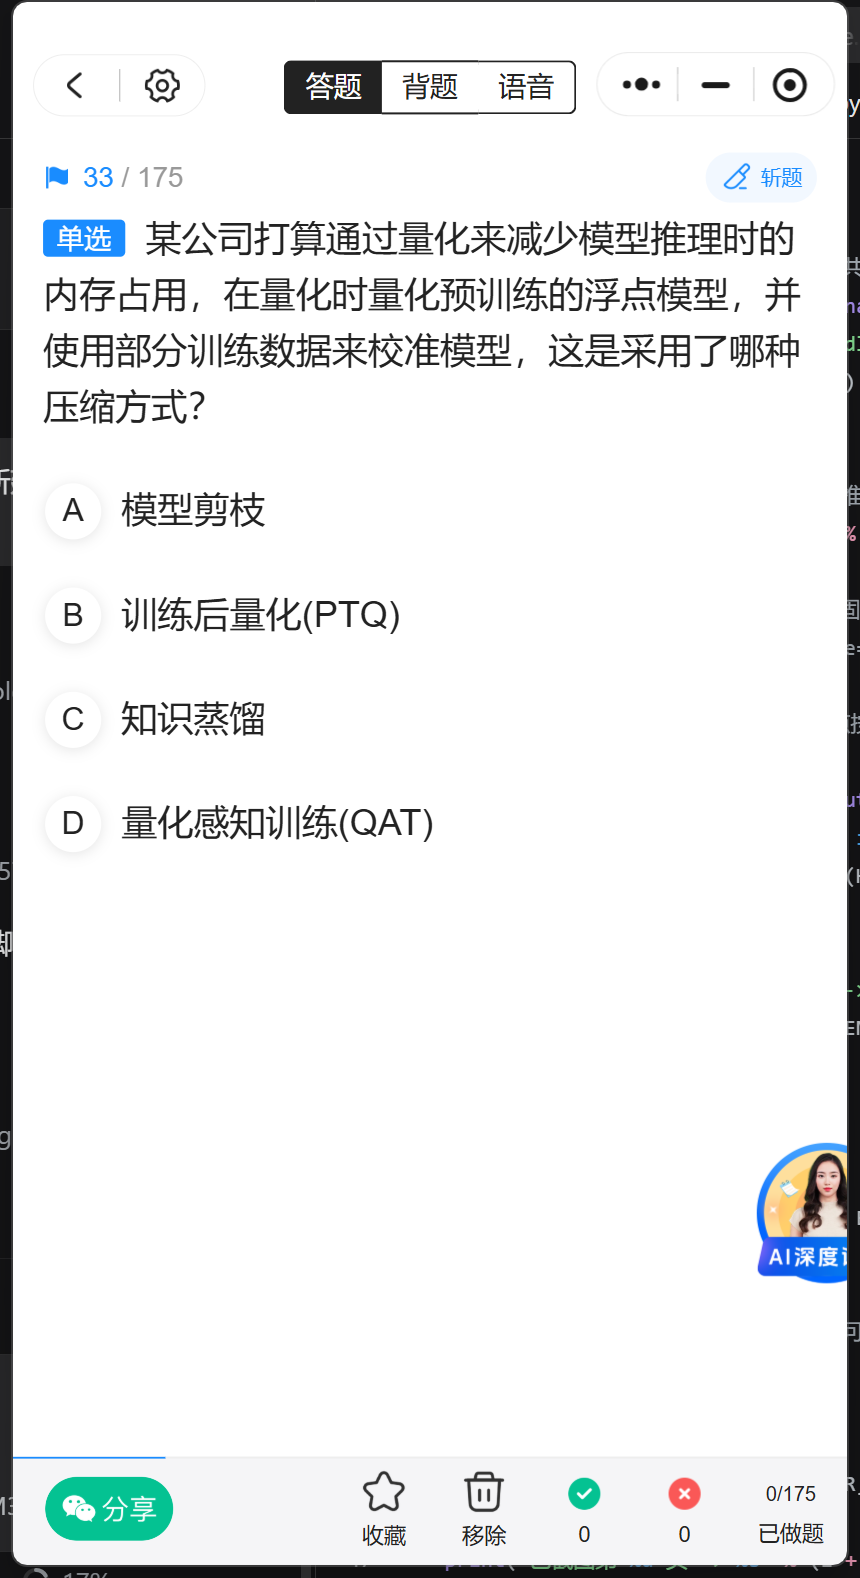 答题 背题 语音
33 / 175
斩题
单选 某公司打算通过量化来减少模型推理时的
内存占用，在量化时量化预训练的浮点模型，并
使用部分训练数据来校准模型，这是采用了哪种
压缩方式？
A 模型剪枝
B 训练后量化(PTQ)
C 知识蒸馏
D 量化感知训练(QAT)
AI深度
分享
收藏
移除
0
0
0/175
已做题